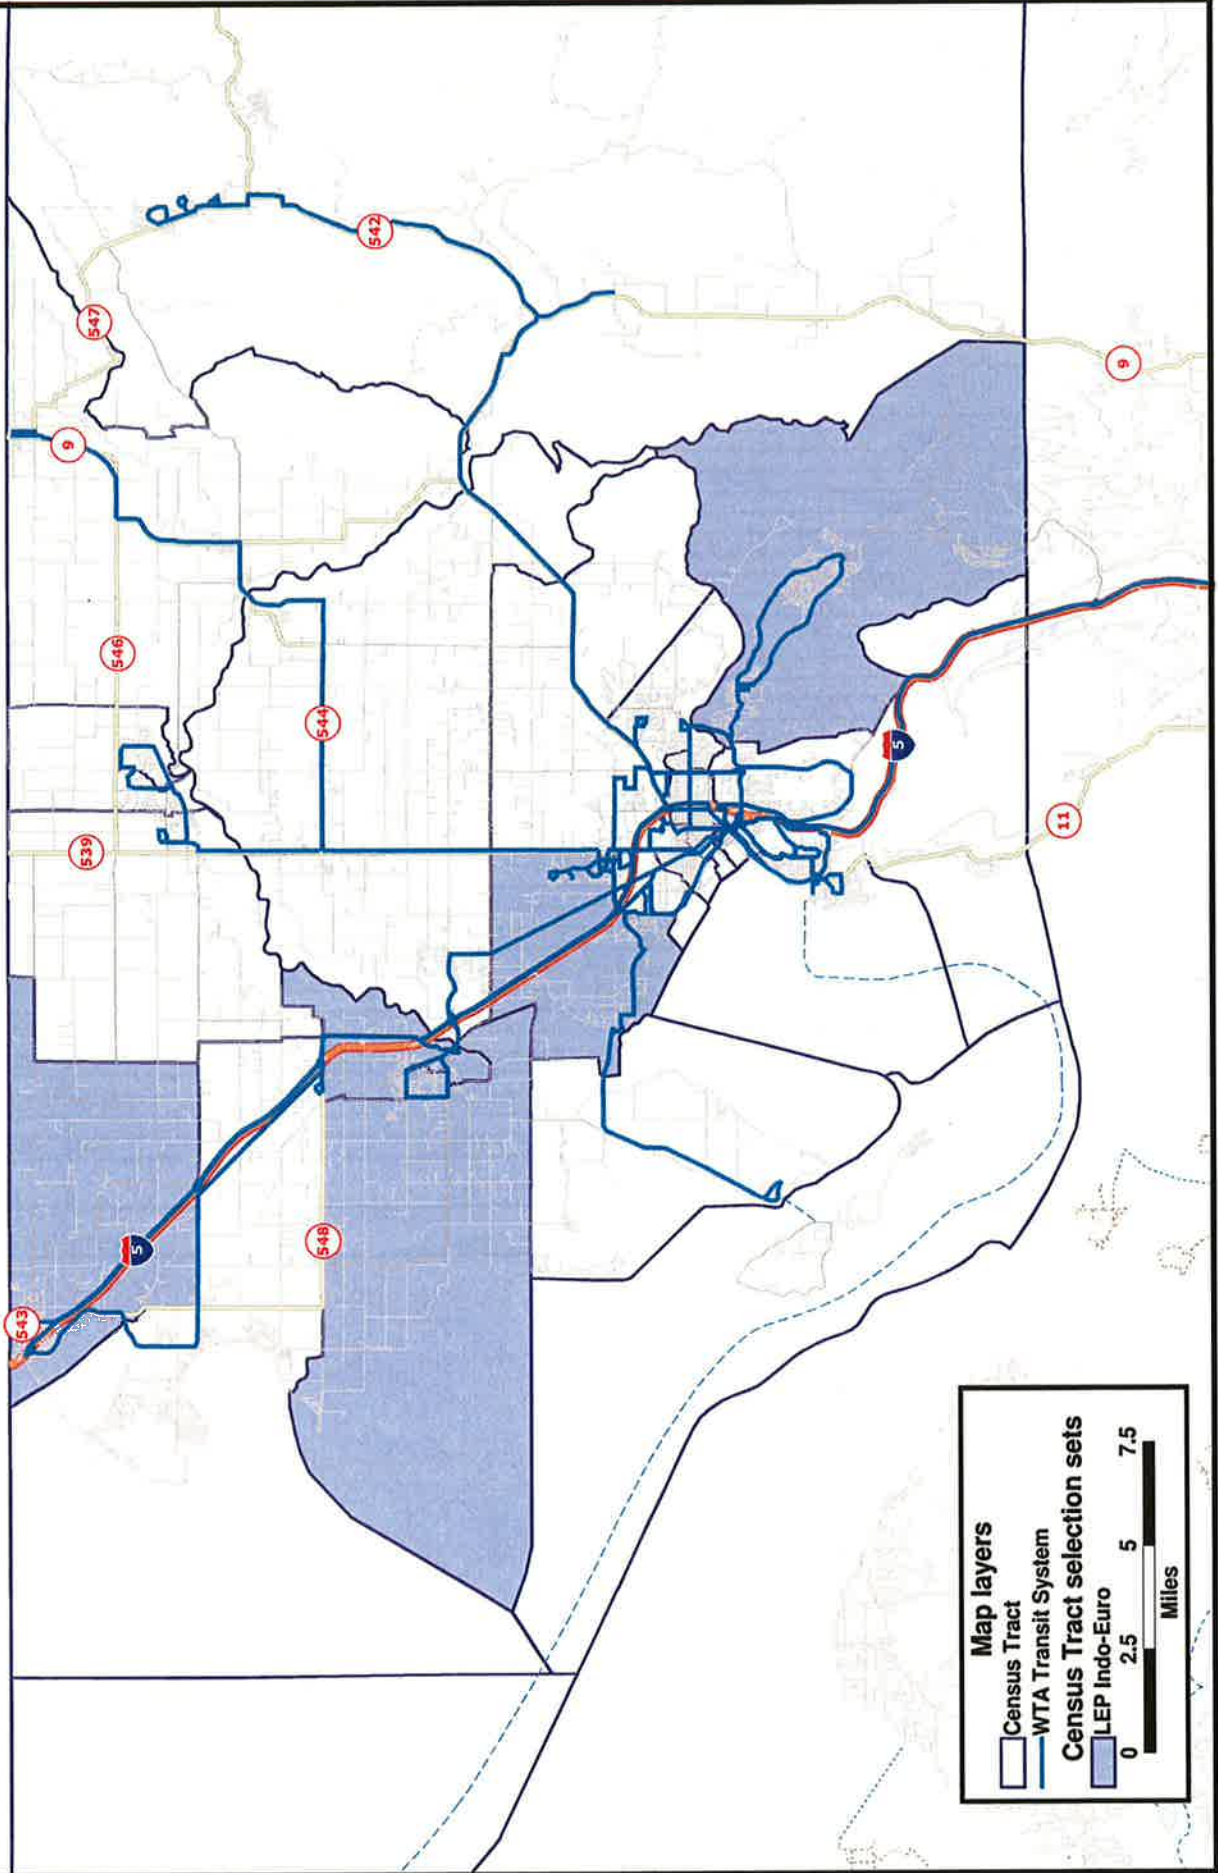 543
5
548
539
546
9
547
542
544
5
11
9
Map layers
Census Tract
WTA Transit System
Census Tract selection sets
LEP Indo-Euro
0 2.5 5 7.5
Miles